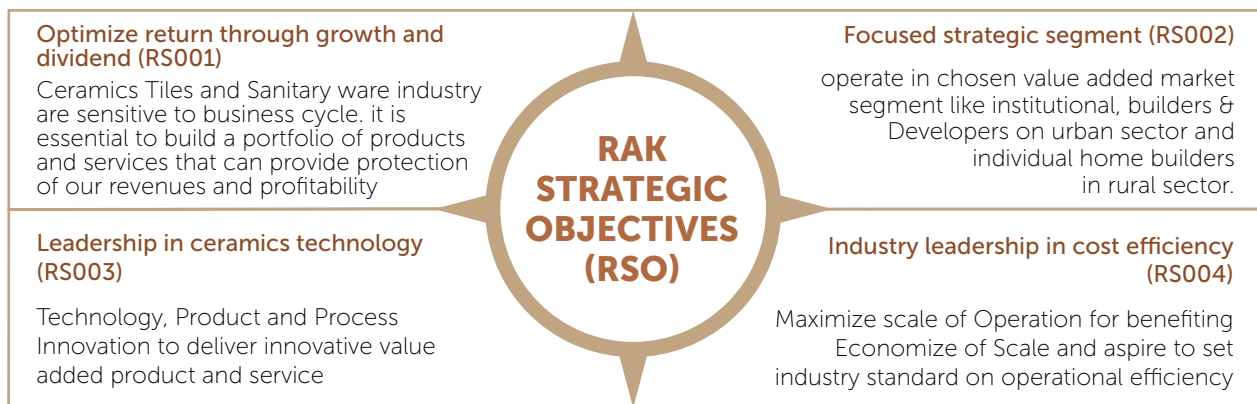 Optimize return through growth and
dividend (RS001)
Ceramics Tiles and Sanitary ware industry
are sensitive to business cycle. it is
essential to build a portfolio of products
and services that can provide protection
of our revenues and profitability
Focused strategic segment (RS002)
operate in chosen value added market
segment like institutional, builders &
Developers on urban sector and
individual home builders
in rural sector.
RAK
STRATEGIC
OBJECTIVES
(RSO)
Leadership in ceramics technology
(RS003)
Technology, Product and Process
Innovation to deliver innovative value
added product and service
Industry leadership in cost efficiency
(RS004)
Maximize scale of Operation for benefiting
Economize of Scale and aspire to set
industry standard on operational efficiency